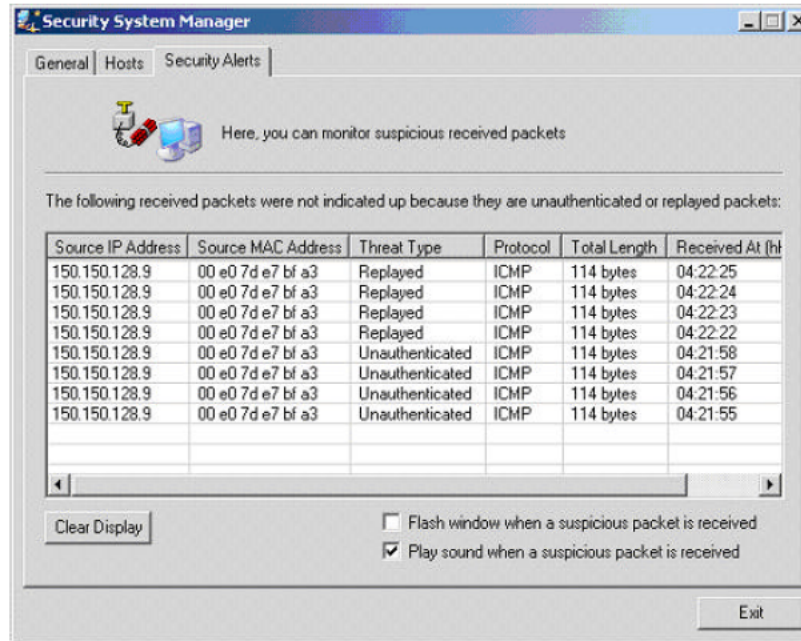 Security System Manager
General Hosts Security Alerts
Here, you can monitor suspicious received packets
The following received packets were not indicated up because they are unauthenticated or replayed packets:
Source IP Address Source MAC Address Threat Type Protocol Total Length Received At (hh
150.150.128.9 00 e0 7d e7 bf a3 Replayed ICMP 114 bytes 04:22:25
150.150.128.9 00 e0 7d e7 bf a3 Replayed ICMP 114 bytes 04:22:24
150.150.128.9 00 e0 7d e7 bf a3 Replayed ICMP 114 bytes 04:22:23
150.150.128.9 00 e0 7d e7 bf a3 Replayed ICMP 114 bytes 04:22:22
150.150.128.9 00 e0 7d e7 bf a3 Unauthenticated ICMP 114 bytes 04:21:58
150.150.128.9 00 e0 7d e7 bf a3 Unauthenticated ICMP 114 bytes 04:21:57
150.150.128.9 00 e0 7d e7 bf a3 Unauthenticated ICMP 114 bytes 04:21:56
150.150.128.9 00 e0 7d e7 bf a3 Unauthenticated ICMP 114 bytes 04:21:55
Clear Display
Flash window when a suspicious packet is received
Play sound when a suspicious packet is received
Exit